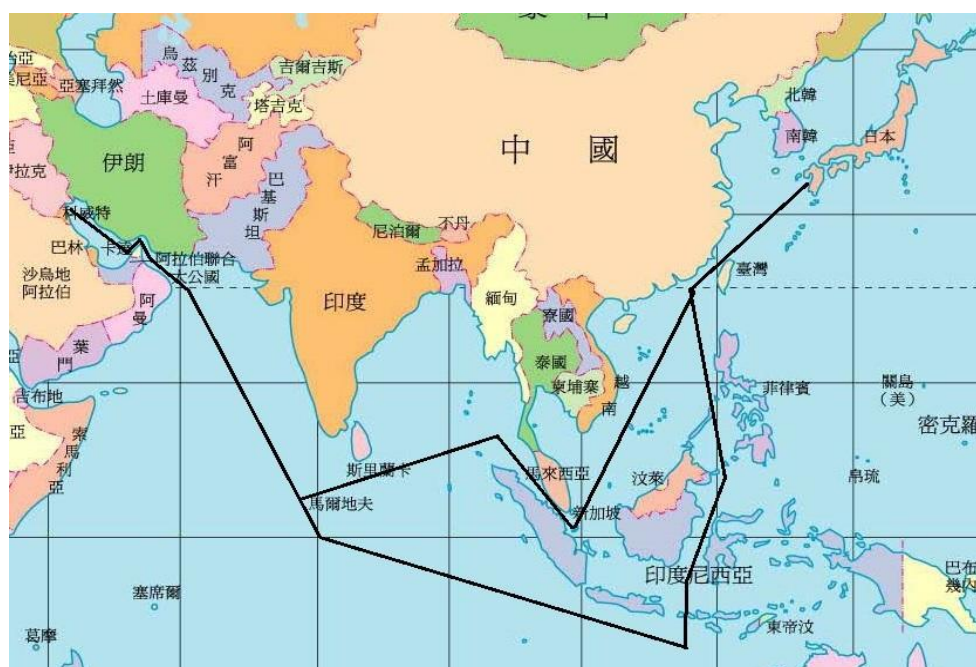 蒙古
烏茲別克
吉爾吉斯
亞塞拜然
土庫曼
塔吉克
北韓
南韓
日本
中國
伊朗
阿富汗
伊拉克
巴基斯坦
科威特
尼泊爾
不丹
巴林
卡達
阿拉伯聯合
大公國
孟加拉
臺灣
沙烏地
阿拉伯
阿曼
印度
緬甸
寮國
葉門
泰國
越南
柬埔寨
菲律賓
關島
（美）
吉布地
亞
索馬利亞
密克羅
斯里蘭卡
馬來西亞
汶萊
帛琉
馬爾地夫
新加坡
印度尼西亞
巴布
幾內
塞席爾
東帝汶
葛摩